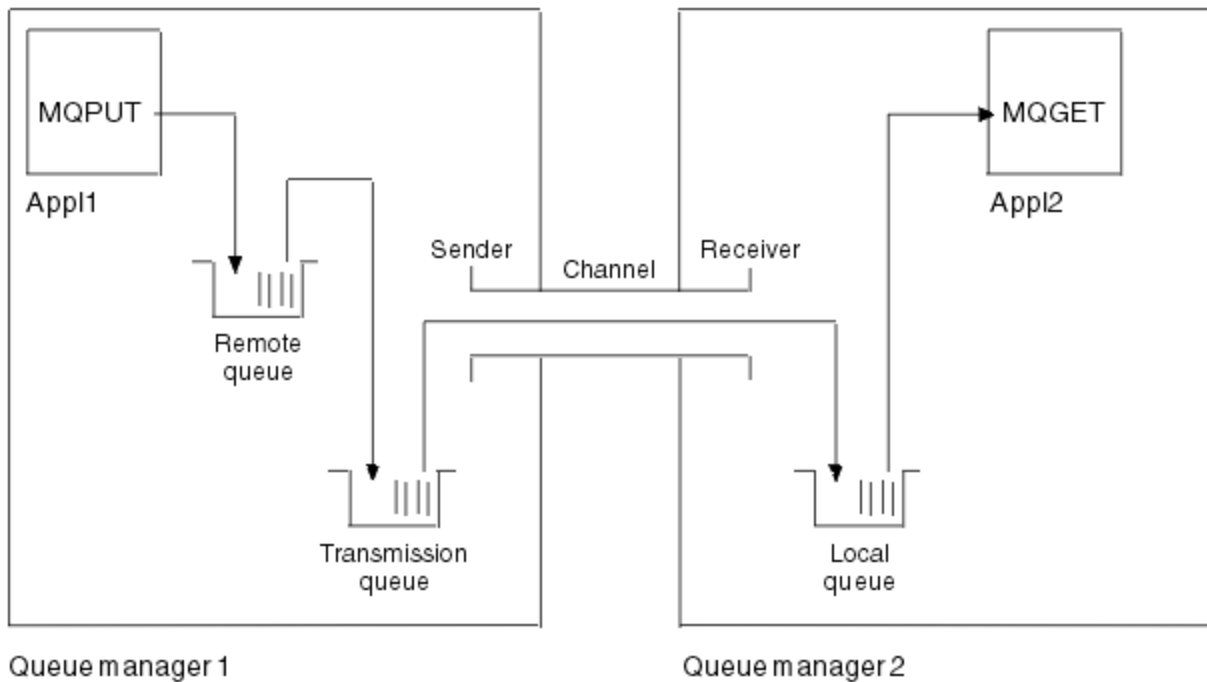 MQPUT
MQGET
Appl1
Appl2
Sender
Channel
Receiver
Remote
queue
Transmission
queue
Local
queue
Queue manager 1
Queue manager 2